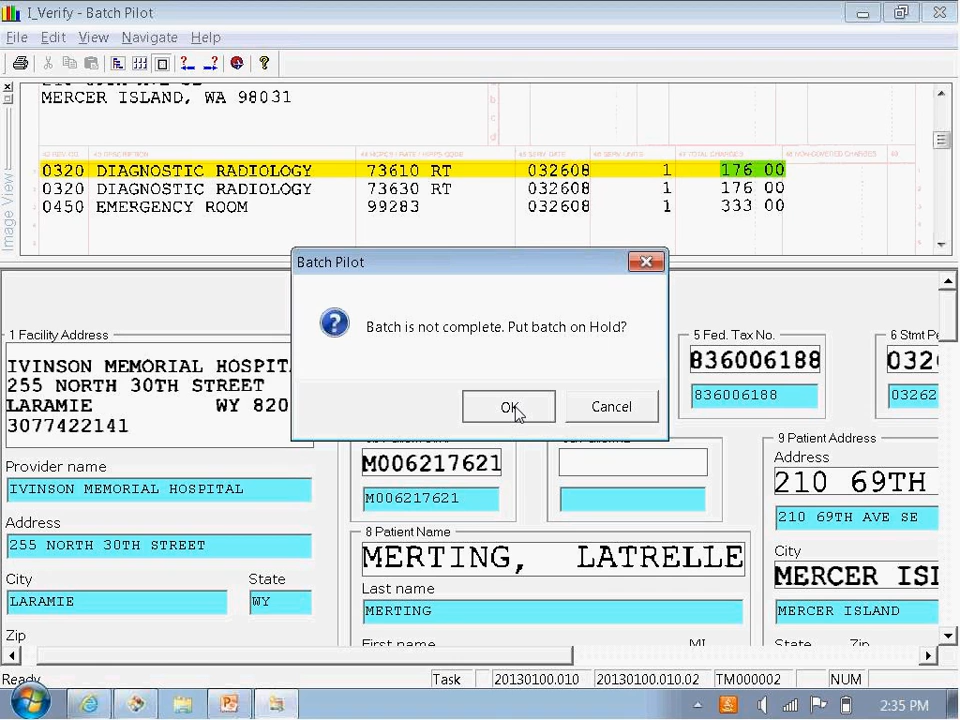 I_Verify - Batch Pilot
File Edit View Navigate Help
MERCER ISLAND, WA 98031
b
c
d
0320 DIAGNOSTIC RADIOLOGY 73610 RT 032608 1 176 00
0320 DIAGNOSTIC RADIOLOGY 73630 RT 032608 1 176 00
0450 EMERGENCY ROOM 99283 032608 1 333 00
Image View
Batch Pilot
Batch is not complete. Put batch on Hold?
OK
Cancel
1 Facility Address
IVINSON MEMORIAL HOSPIT
255 NORTH 30TH STREET
LARAMIE WY 820
3077422141
Provider name
IVINSON MEMORIAL HOSPITAL
Address
255 NORTH 30TH STREET
City
State
LARAMIE
WY
Zip
M006217621
M006217621
8 Patient Name
MERTING, LATRELLE
Last name
MERTING
First name
MI
5 Fed. Tax No.
836006188
836006188
6 Stmt Pe
032
03262
9 Patient Address
Address
210 69TH
210 69TH AVE SE
City
MERCER ISI
MERCER ISLAND
State Zip
Ready
Task
20130100.010
20130100.010.02
TM000002
NUM
2:35 PM